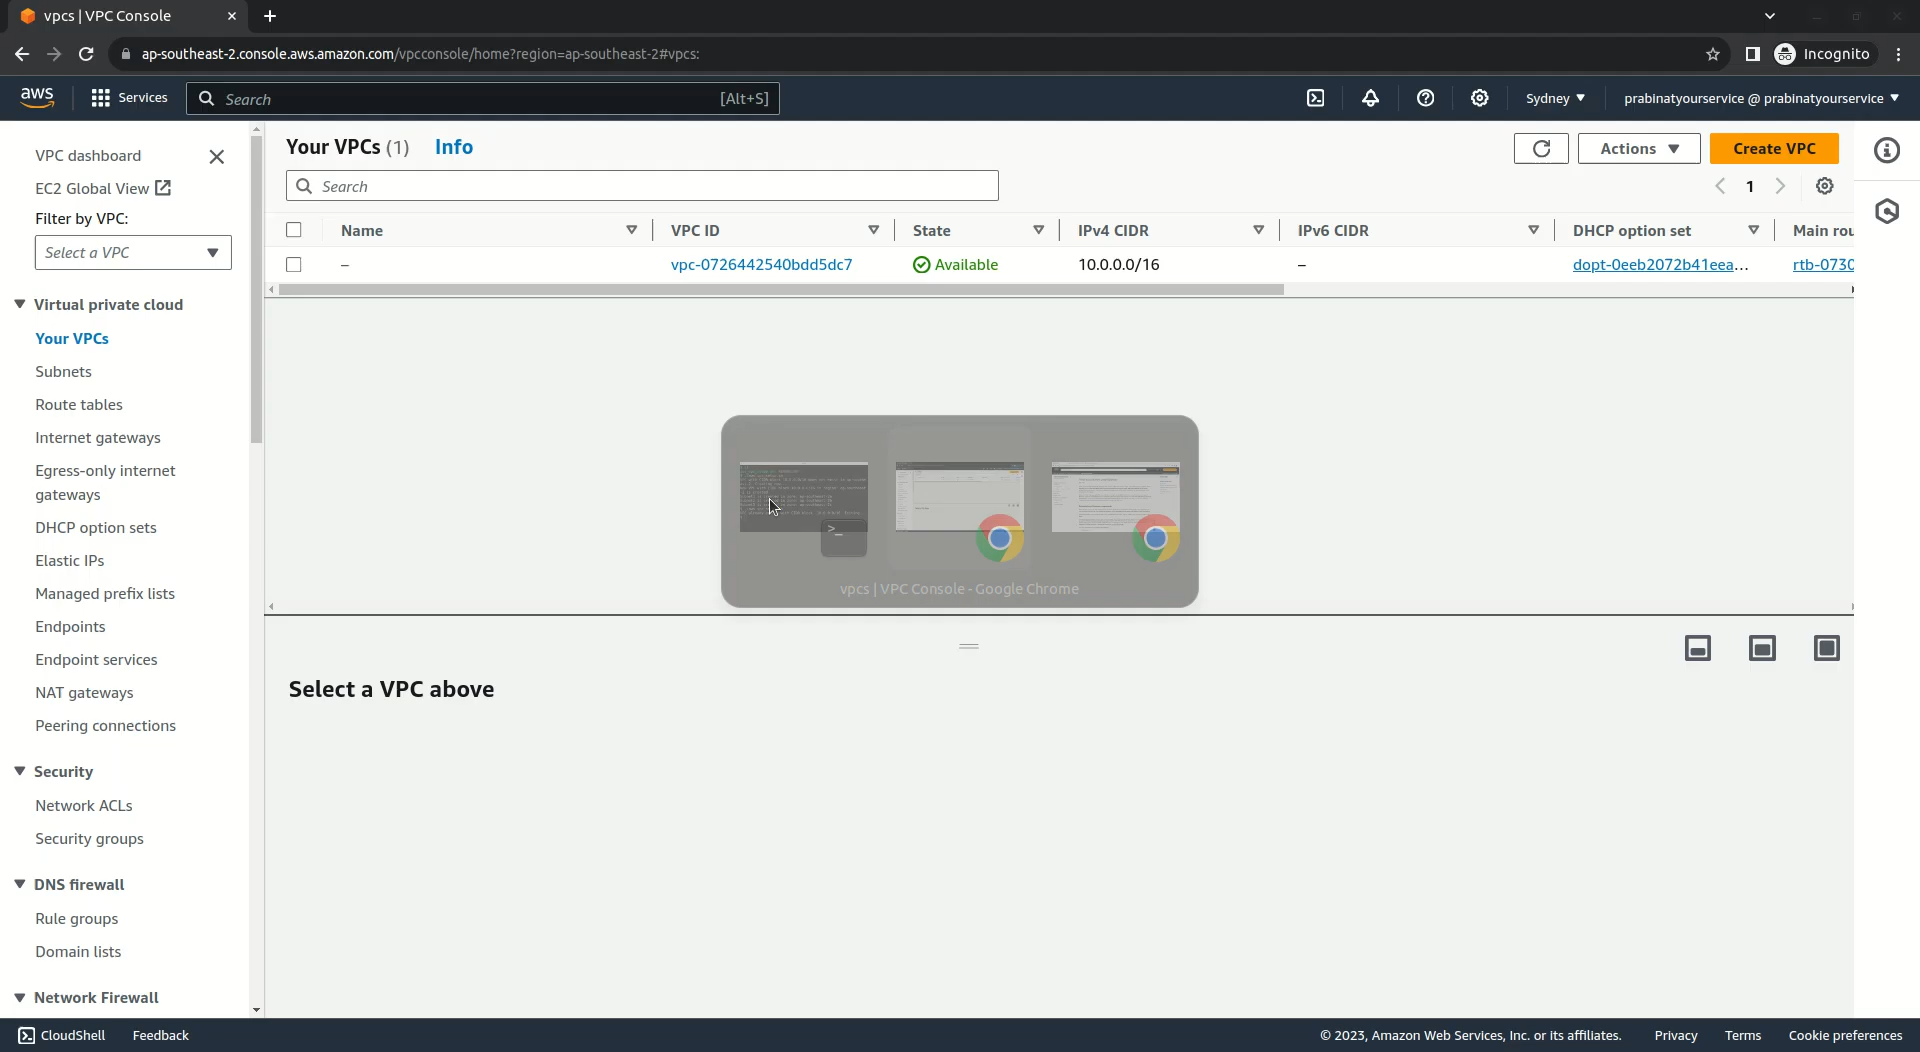 vpcs | VPC Console
ap-southeast-2.console.aws.amazon.com/vpcconsole/home?region=ap-southeast-2#vpcs:
Incognito
aws
Services
Search
[Alt+S]
Sydney
prabinatyourservice @ prabinatyourservice
VPC dashboard
EC2 Global View
Filter by VPC:
Select a VPC
Virtual private cloud
Your VPCs
Subnets
Route tables
Internet gateways
Egress-only internet
gateways
DHCP option sets
Elastic IPs
Managed prefix lists
Endpoints
Endpoint services
NAT gateways
Peering connections
Security
Network ACLs
Security groups
DNS firewall
Rule groups
Domain lists
Network Firewall
Your VPCs (1) Info
Actions
Create VPC
Search
1
Name VPC ID State IPv4 CIDR IPv6 CIDR DHCP option set Main rou
– vpc-0726442540bdd5dc7 Available 10.0.0.0/16 – dopt-0eeb2072b41eea... rtb-0730
vpcs | VPC Console - Google Chrome
Select a VPC above
CloudShell Feedback
© 2023, Amazon Web Services, Inc. or its affiliates. Privacy Terms Cookie preferences